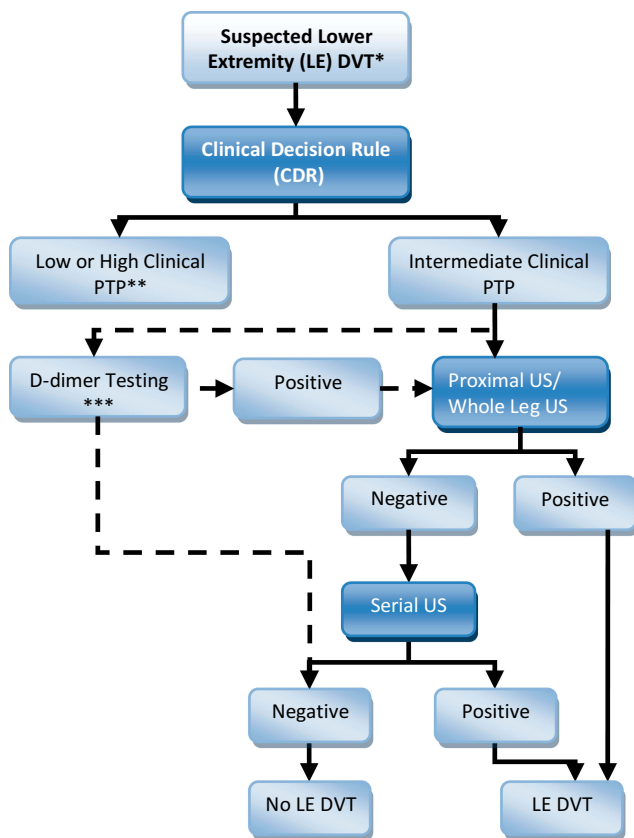 Suspected Lower
Extremity (LE) DVT*
Clinical Decision Rule
(CDR)
Low or High Clinical
PTP**
Intermediate Clinical
PTP
D-dimer Testing
***
Positive
Proximal US/
Whole Leg US
Negative
Positive
Serial US
Negative
Positive
No LE DVT
LE DVT